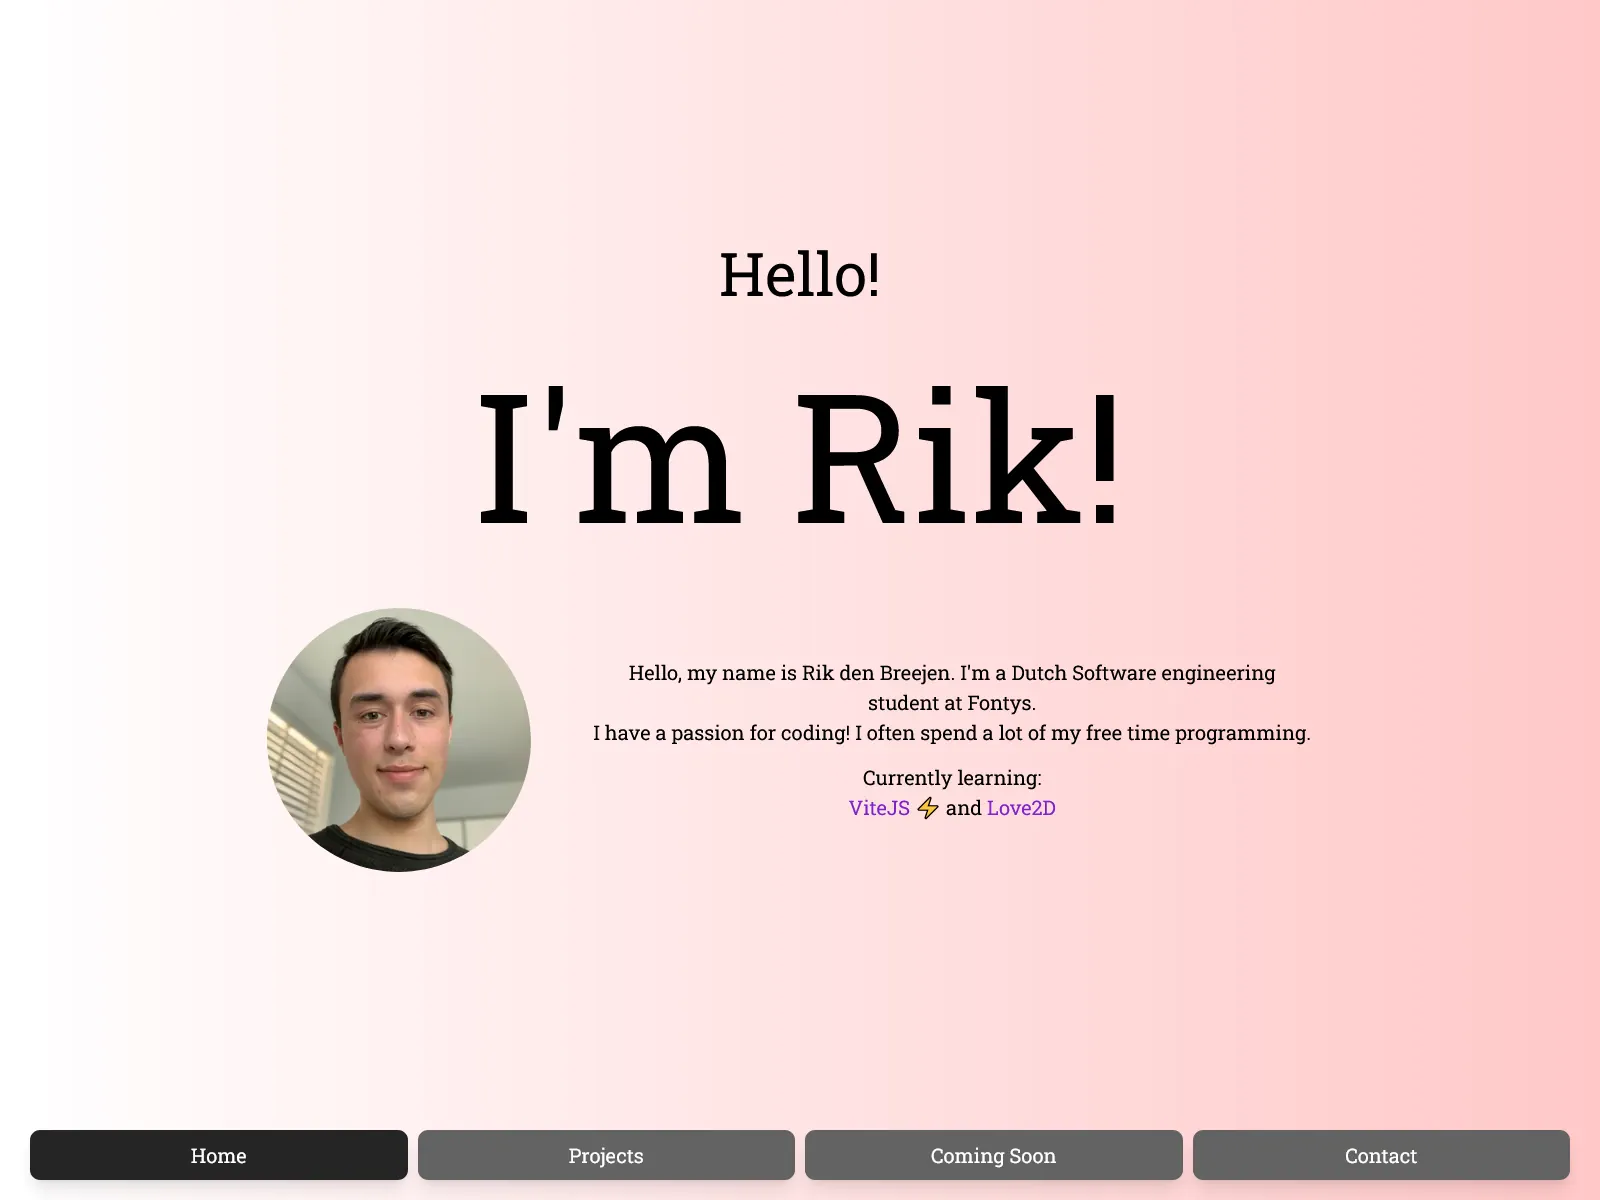 Hello!
I'm Rik!
Hello, my name is Rik den Breejen. I'm a Dutch Software engineering
student at Fontys.
I have a passion for coding! I often spend a lot of my free time programming.
Currently learning:
ViteJS ⚡ and Love2D
Home
Projects
Coming Soon
Contact